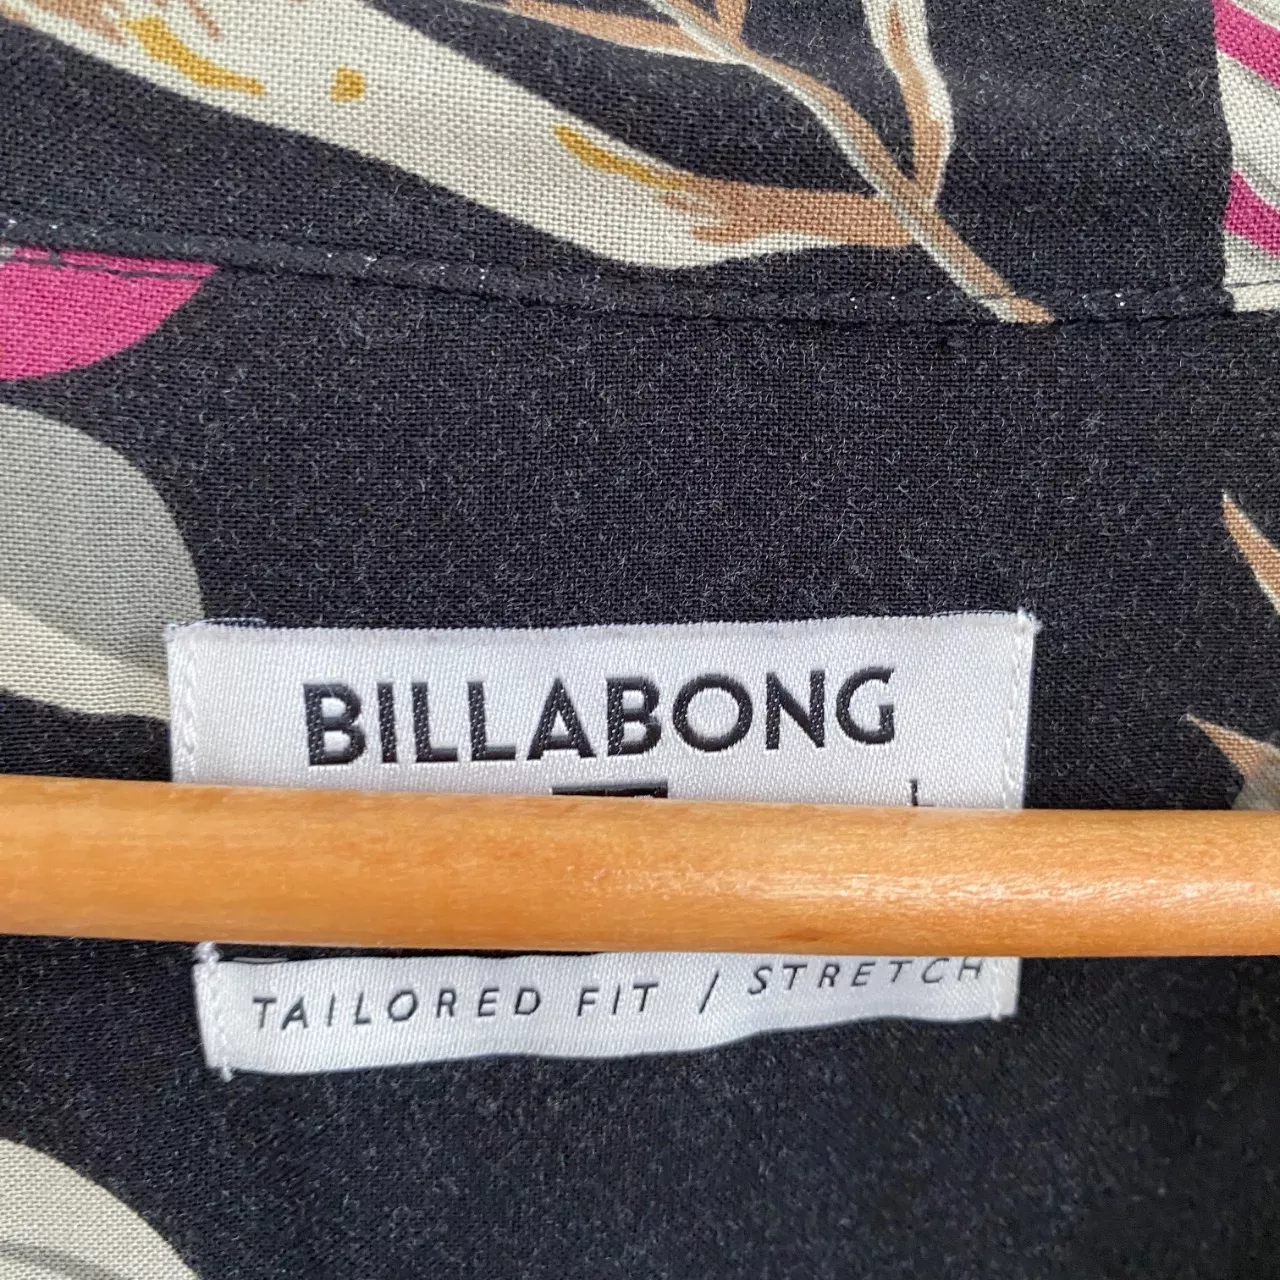 BILLABONG
L
TAILORED FIT / STRETCH